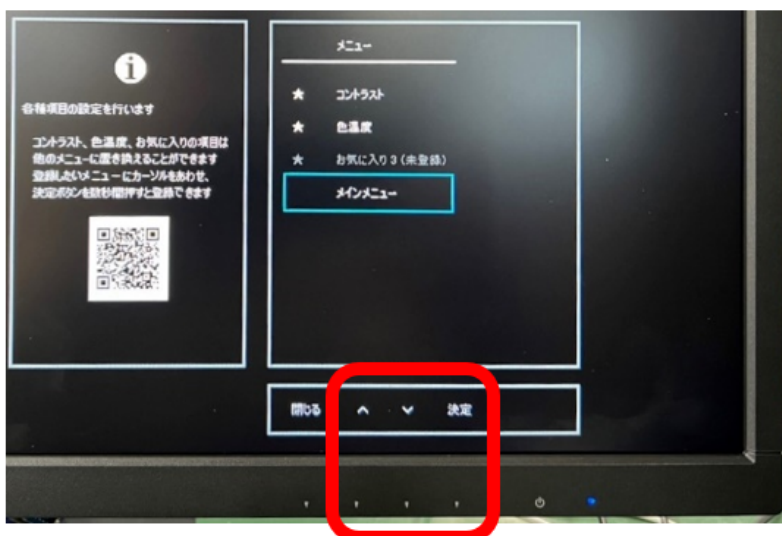 i
各種項目の設定を行います
コントラスト、色温度、お気に入りの項目は
他のメニューに置き換えることができます
登録したいメニューにカーソルをあわせ、
決定ボタンを数秒間押すと登録できます
メニュー
★ コントラスト
★ 色温度
★ お気に入り3(未登録)
メインメニュー
閉じる ∧ ∨ 決定